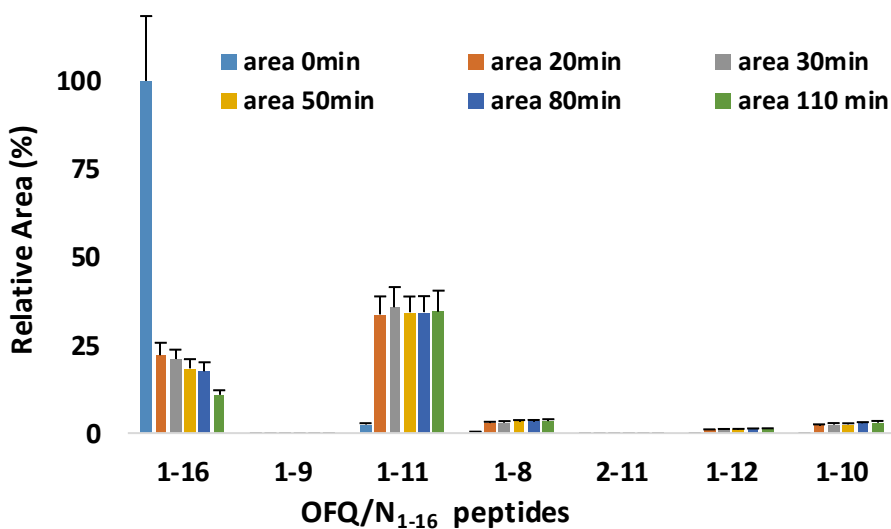 area 0min area 20min area 30min
area 50min area 80min area 110 min
Relative Area (%)
100
75
50
25
0
1-16 1-9 1-11 1-8 2-11 1-12 1-10
OFQ/N1-16 peptides